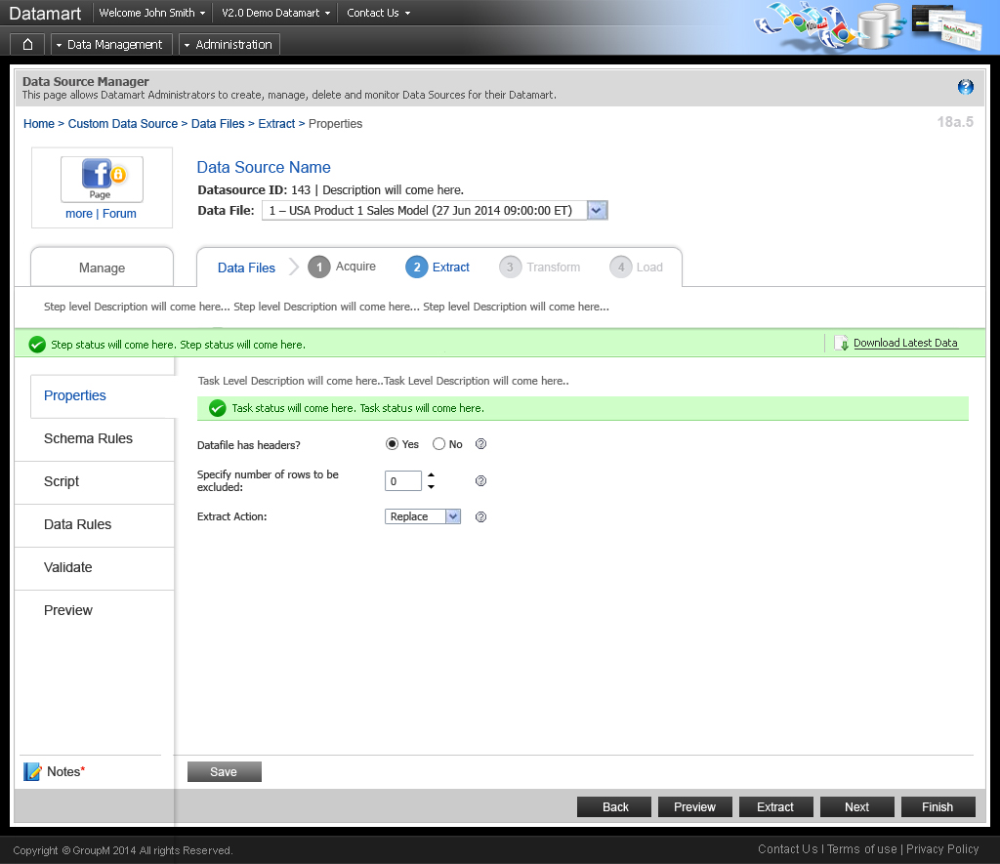 Datamart Welcome John Smith V2.0 Demo Datamart Contact Us
Data Management Administration
Data Source Manager
This page allows Datamart Administrators to create, manage, delete and monitor Data Sources for their Datamart.
Home > Custom Data Source > Data Files > Extract > Properties
18a.5
Page
more | Forum
Data Source Name
Datasource ID: 143 | Description will come here.
Data File: 1 – USA Product 1 Sales Model (27 Jun 2014 09:00:00 ET)
Manage
Data Files 1 Acquire 2 Extract 3 Transform 4 Load
Step level Description will come here... Step level Description will come here... Step level Description will come here...
Step status will come here. Step status will come here.
Download Latest Data
Properties
Schema Rules
Script
Data Rules
Validate
Preview
Task Level Description will come here..Task Level Description will come here..
Task status will come here. Task status will come here.
Datafile has headers? Yes No ?
Specify number of rows to be
excluded: 0 ?
Extract Action: Replace ?
Notes*
Save
Back Preview Extract Next Finish
Copyright © GroupM 2014 All rights Reserved.
Contact Us | Terms of use | Privacy Policy